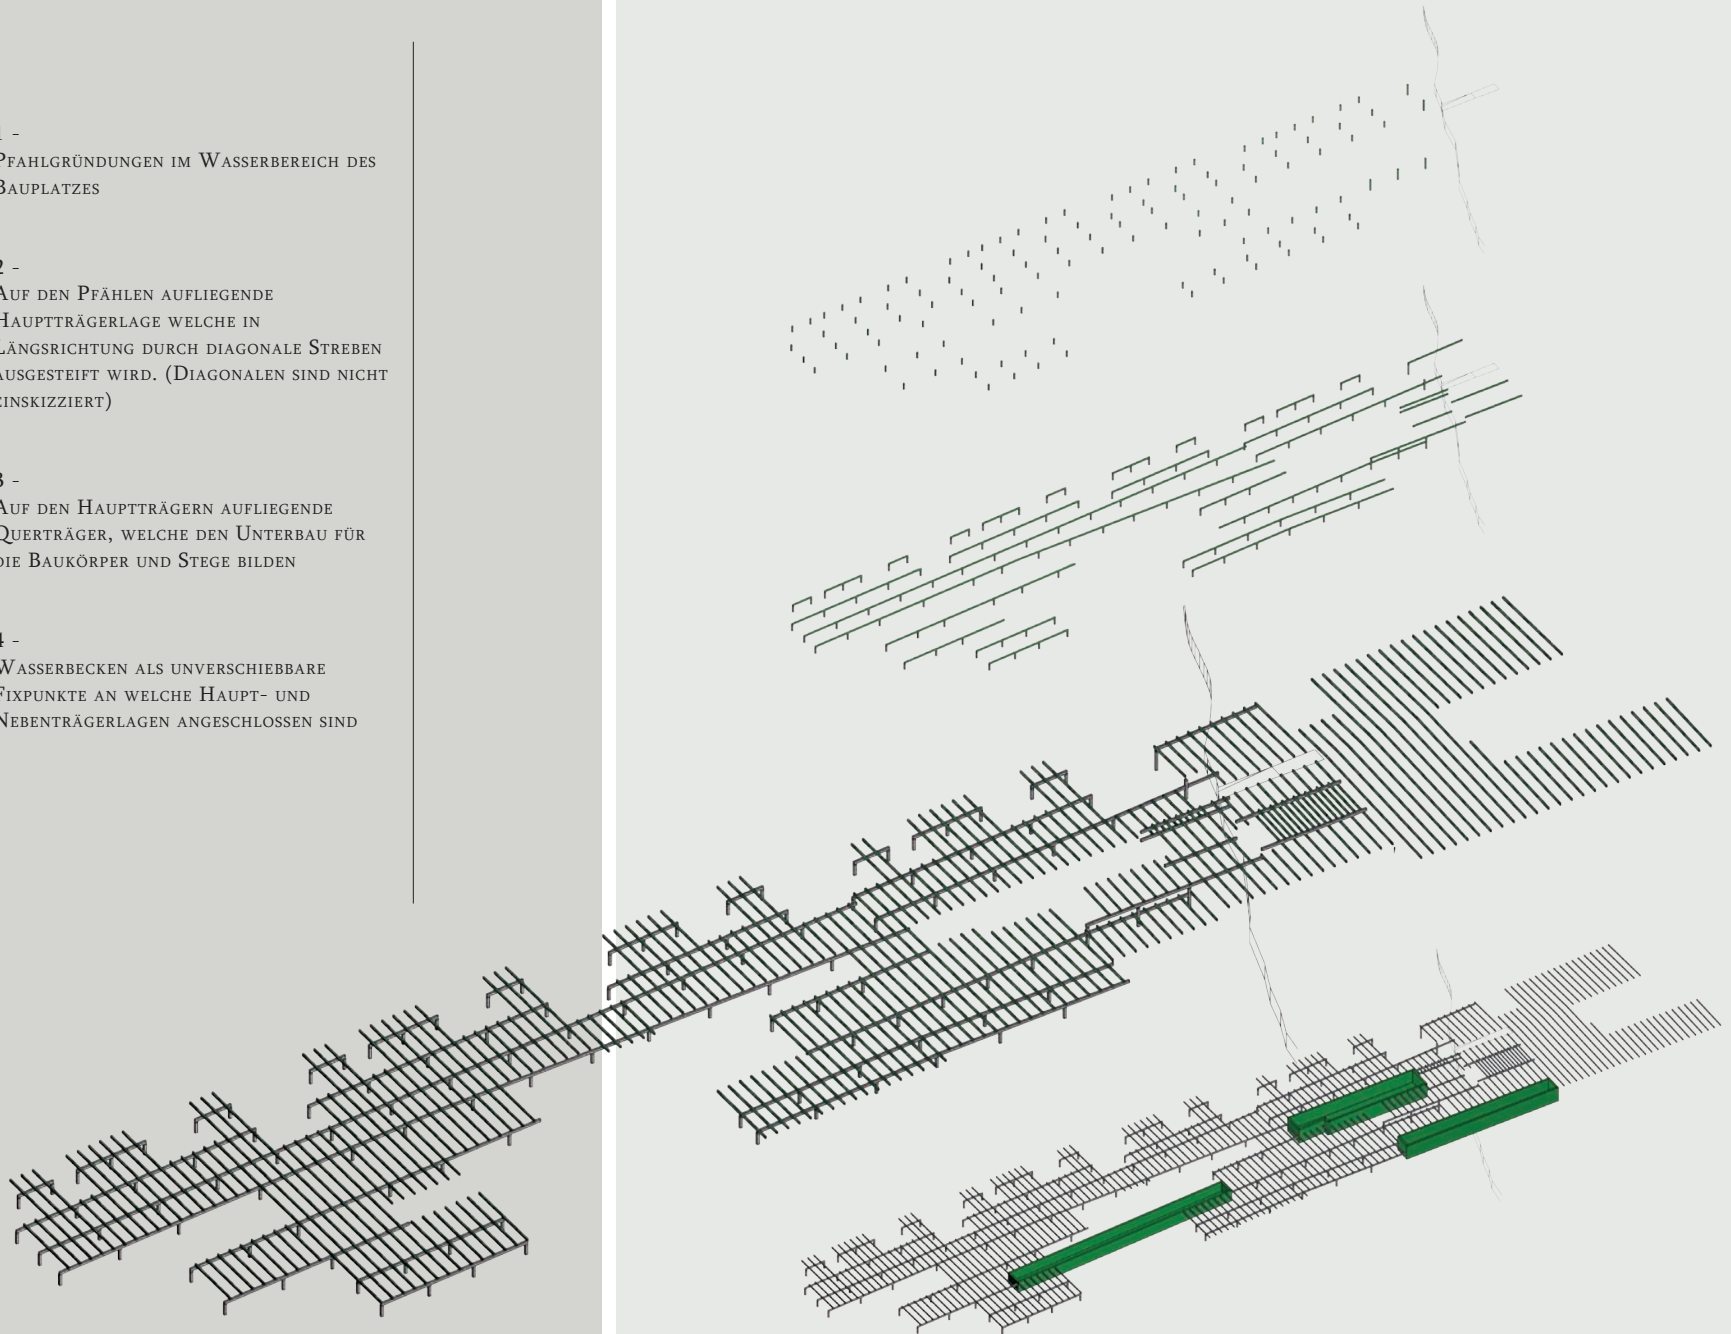 1 -
Pfahlgründungen im Wasserbereich des
Bauplatzes
2 -
Auf den Pfählen aufliegende
Hauptträgerlage welche in
Längsrichtung durch diagonale Streben
ausgesteift wird. (Diagonalen sind nicht
einskizziert)
3 -
Auf den Hauptträgern aufliegende
Querträger, welche den Unterbau für
die Baukörper und Stege bilden
4 -
Wasserbecken als unverschiebbare
Fixpunkte an welche Haupt- und
Nebenträgerlagen angeschlossen sind